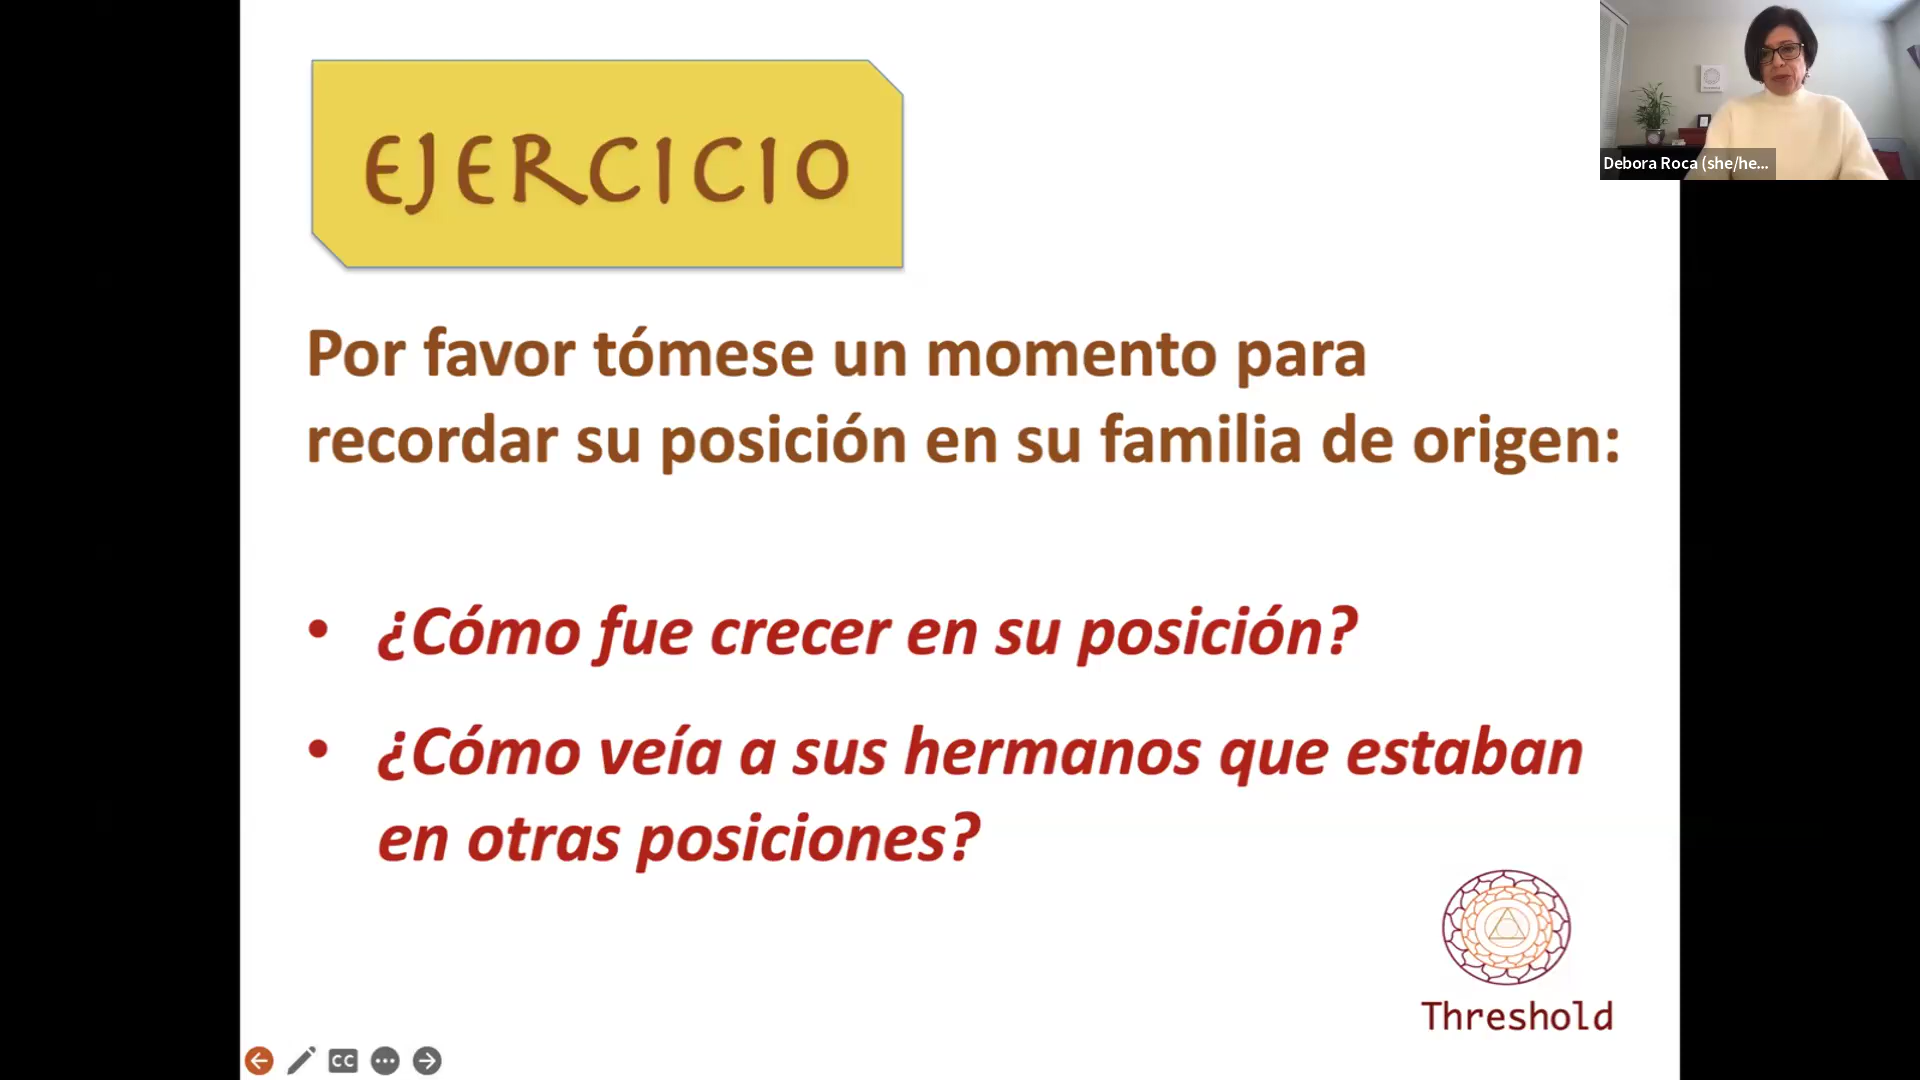 EJERCICIO
Debora Roca (she/he...
Por favor tómese un momento para
recordar su posición en su familia de origen:
• ¿Cómo fue crecer en su posición?
• ¿Cómo veía a sus hermanos que estaban
en otras posiciones?
Threshold
CC